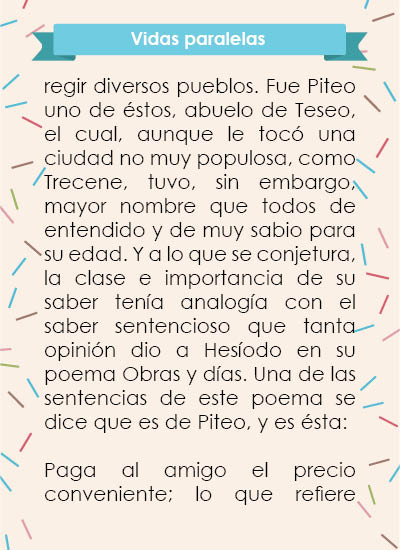 Vidas paralelas
regir diversos pueblos. Fue Piteo
uno de éstos, abuelo de Teseo,
el cual, aunque le tocó una
ciudad no muy populosa, como
Trecene, tuvo, sin embargo,
mayor nombre que todos de
entendido y de muy sabio para
su edad. Y a lo que se conjetura,
la clase e importancia de su
saber tenía analogía con el
saber sentencioso que tanta
opinión dio a Hesíodo en su
poema Obras y días. Una de las
sentencias de este poema se
dice que es de Piteo, y es ésta:
Paga al amigo el precio
conveniente; lo que refiere